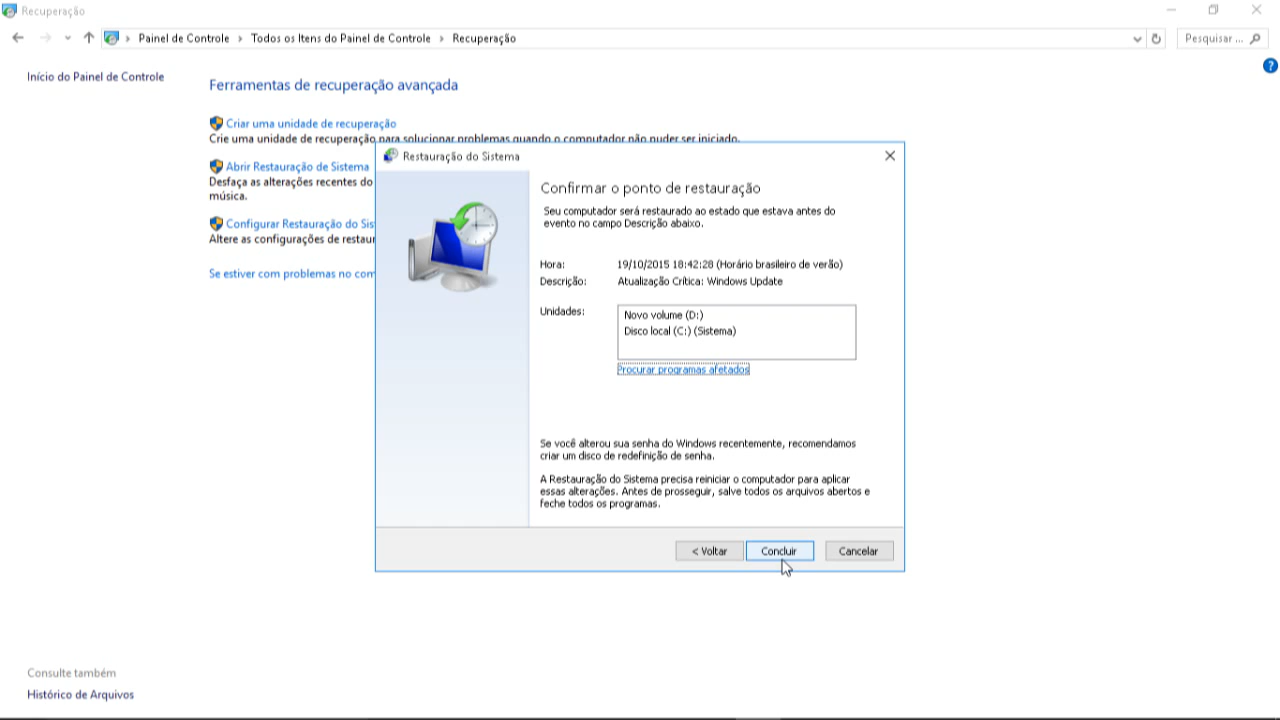 Recuperação
Painel de Controle > Todos os Itens do Painel de Controle > Recuperação
Pesquisar ...
Início do Painel de Controle
Ferramentas de recuperação avançada
Criar uma unidade de recuperação
Crie uma unidade de recuperação para solucionar problemas quando o computador não puder ser iniciado.
Abrir Restauração de Sistema
Desfaça as alterações recentes do
música.
Configurar Restauração do Sis
Altere as configurações de restaur
Se estiver com problemas no com
Restauração do Sistema
Confirmar o ponto de restauração
Seu computador será restaurado ao estado que estava antes do
evento no campo Descrição abaixo.
Hora: 19/10/2015 18:42:28 (Horário brasileiro de verão)
Descrição: Atualização Crítica: Windows Update
Unidades: Novo volume (D:)
Disco local (C:) (Sistema)
Procurar programas afetados
Se você alterou sua senha do Windows recentemente, recomendamos
criar um disco de redefinição de senha.
A Restauração do Sistema precisa reiniciar o computador para aplicar
essas alterações. Antes de prosseguir, salve todos os arquivos abertos e
feche todos os programas.
< Voltar Concluir Cancelar
Consulte também
Histórico de Arquivos